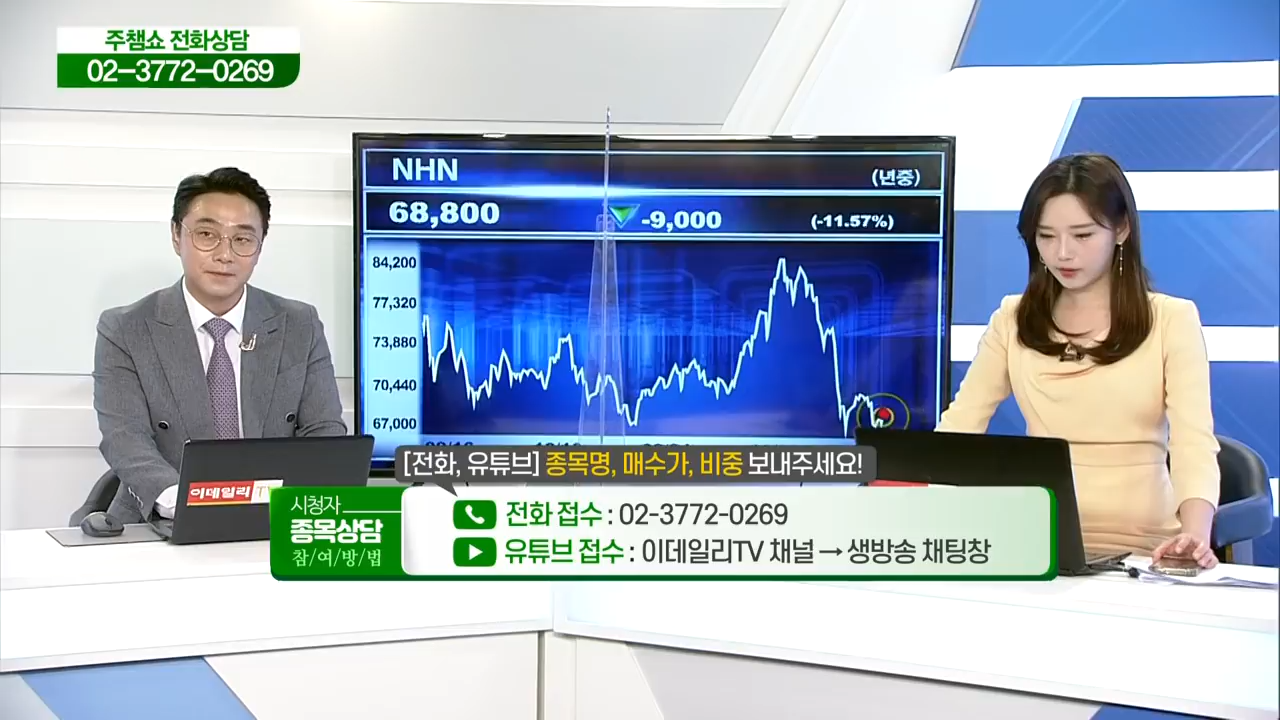 주챔쇼 전화상담
02-3772-0269
NHN
(년중)
68,800
-9,000
(-11.57%)
84,200
77,320
73,880
70,440
67,000
[전화, 유튜브] 종목명, 매수가, 비중 보내주세요!
이데일리TV
시청자
종목상담
참/여/방/법
전화 접수 : 02-3772-0269
유튜브 접수 : 이데일리TV 채널 → 생방송 채팅창